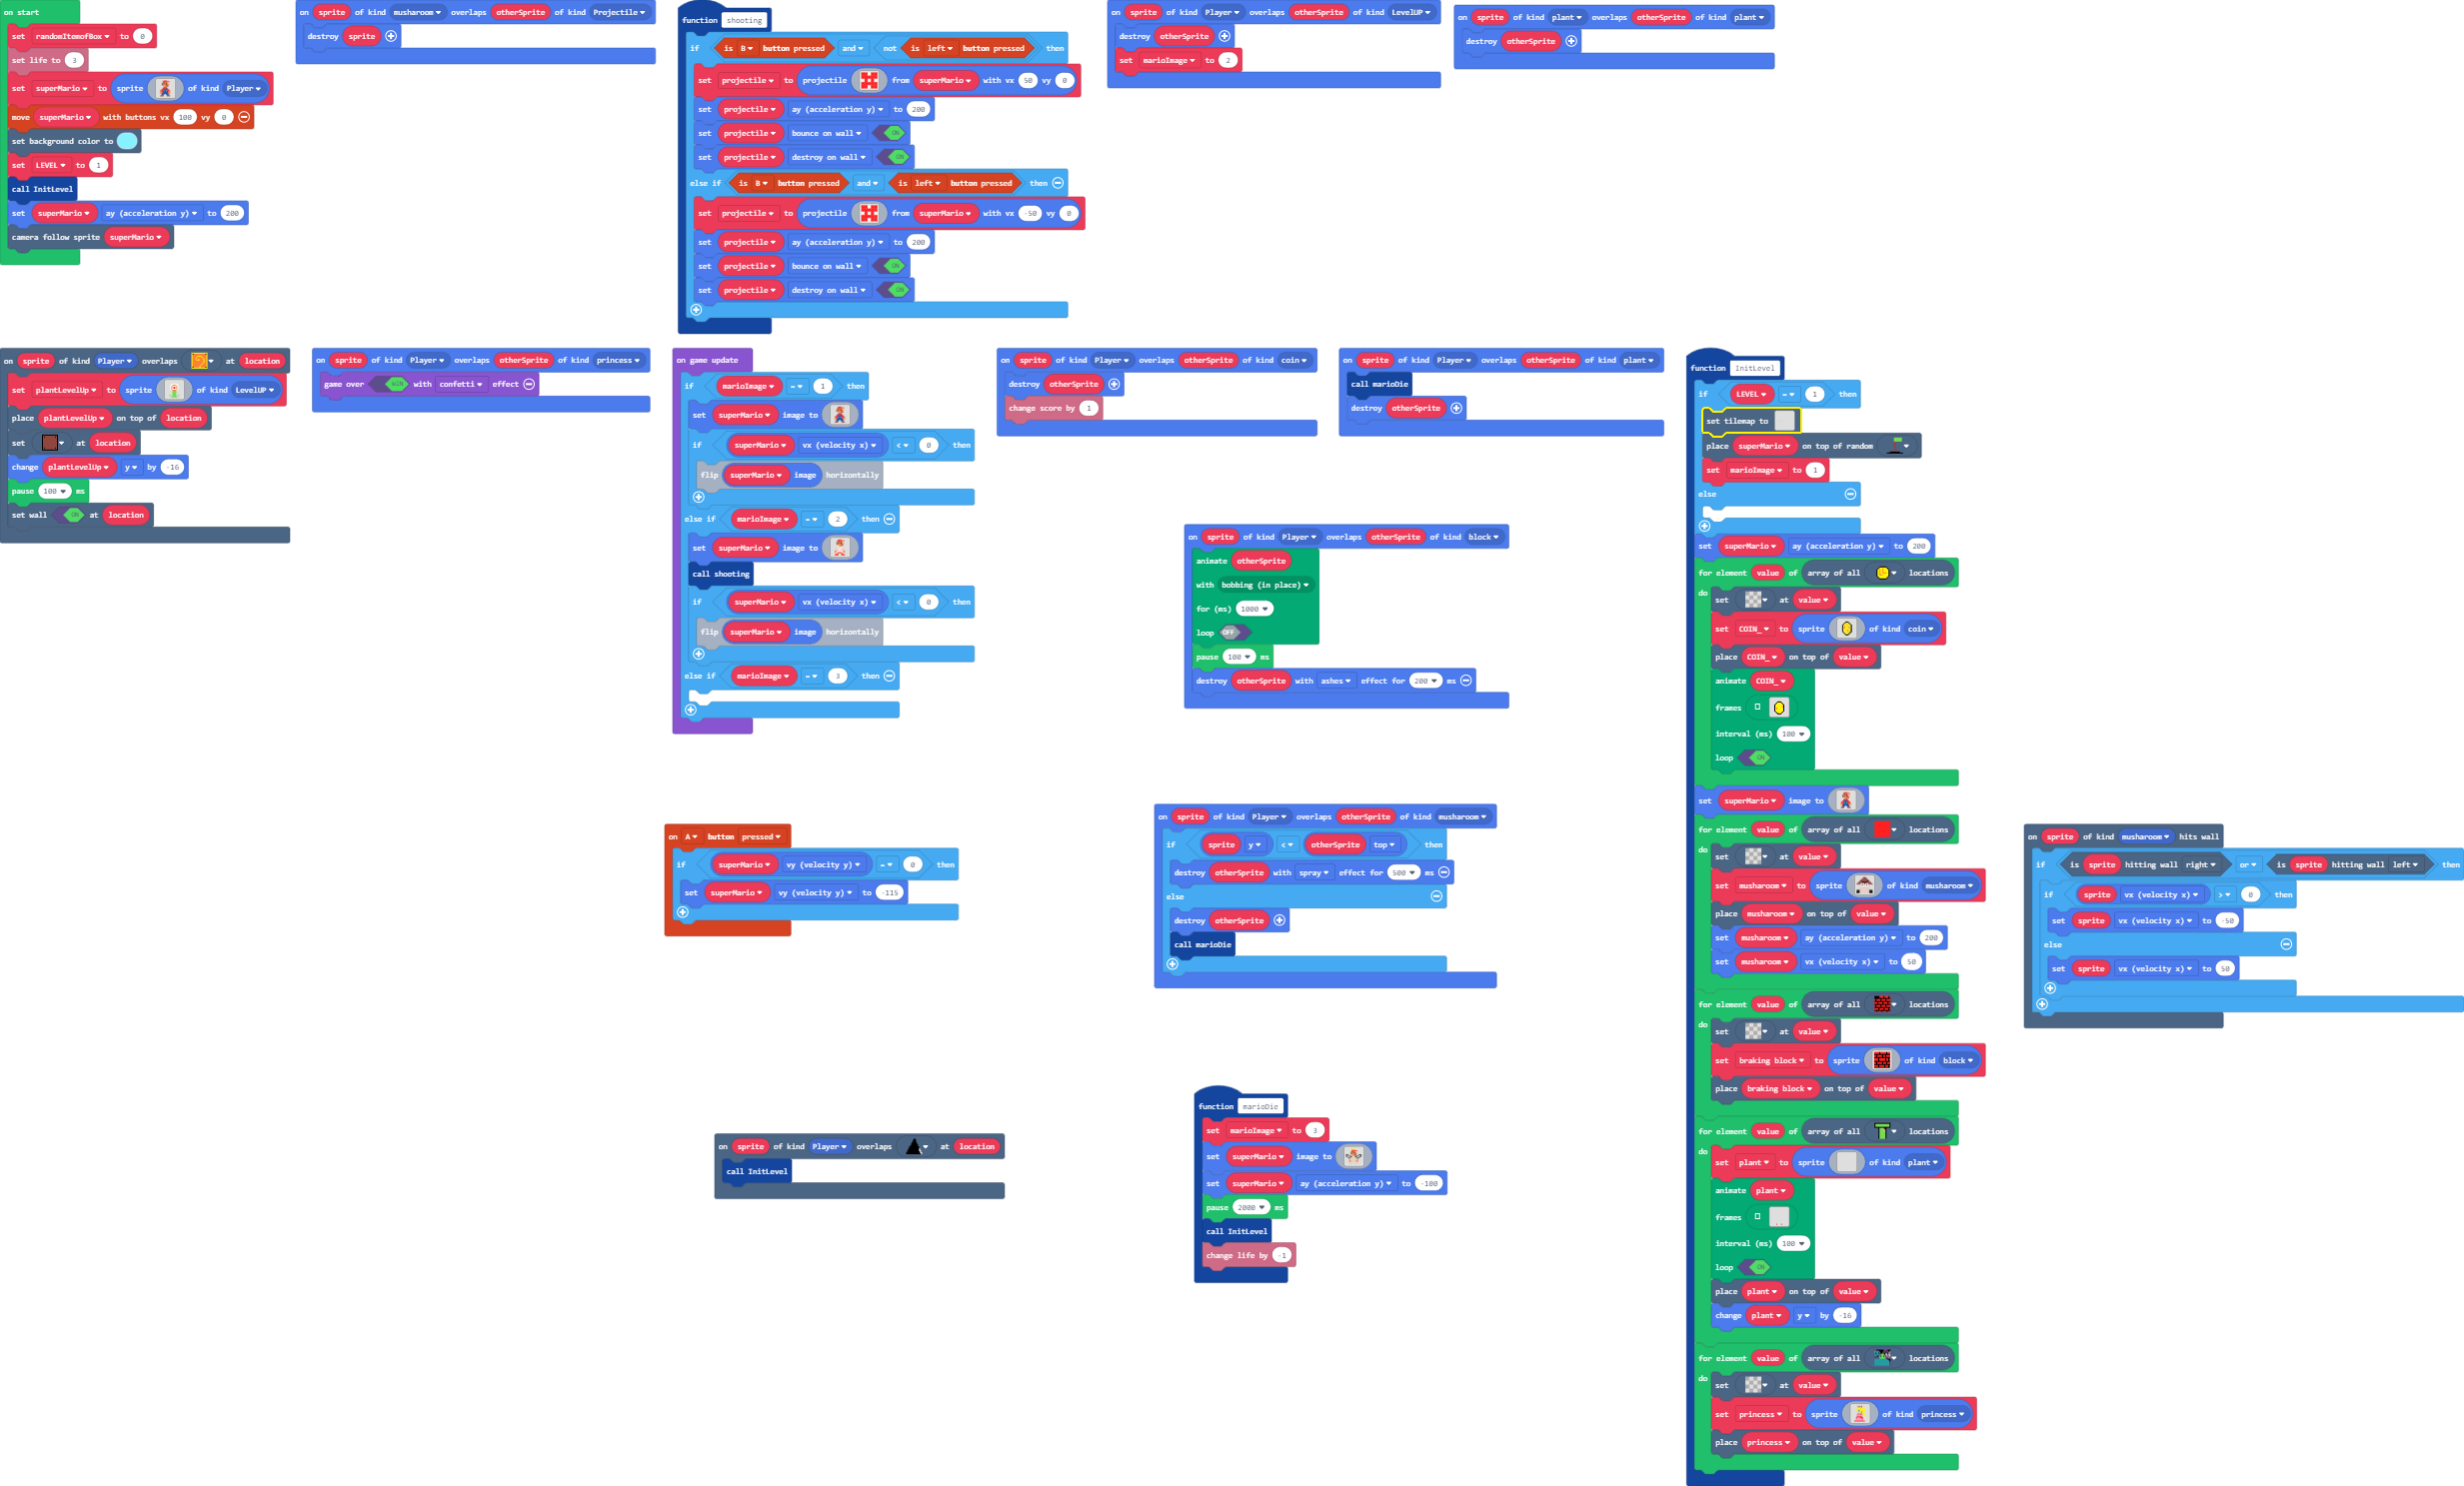 on start
set randomItemofBox to 0
set life to 3
set superMario to sprite of kind Player
move superMario with buttons vx 100 vy 0
set background color to
set LEVEL to 1
call InitLevel
set superMario ay (acceleration y) to 200
camera follow sprite superMario
on sprite of kind musharoom overlaps otherSprite of kind Projectile
destroy sprite
function shooting
if is B button pressed and not is left button pressed then
set projectile to projectile from superMario with vx 50 vy 0
set projectile ay (acceleration y) to 200
set projectile bounce on wall ON
set projectile destroy on wall ON
else if is B button pressed and is left button pressed then
set projectile to projectile from superMario with vx -50 vy 0
set projectile ay (acceleration y) to 200
set projectile bounce on wall ON
set projectile destroy on wall ON
on sprite of kind Player overlaps otherSprite of kind LevelUP
destroy otherSprite
set marioImage to 2
on sprite of kind plant overlaps otherSprite of kind plant
destroy otherSprite
on sprite of kind Player overlaps at location
set plantLevelUp to sprite of kind LevelUP
place plantLevelUp on top of location
set at location
change plantLevelUp y by -16
pause 100 ms
set wall ON at location
on sprite of kind Player overlaps otherSprite of kind princess
game over WIN with confetti effect
on game update
if marioImage = 1 then
set superMario image to
if superMario vx (velocity x) < 0 then
flip superMario image horizontally
else if marioImage = 2 then
set superMario image to
call shooting
if superMario vx (velocity x) < 0 then
flip superMario image horizontally
else if marioImage = 3 then
on sprite of kind Player overlaps otherSprite of kind coin
destroy otherSprite
change score by 1
on sprite of kind Player overlaps otherSprite of kind plant
call marioDie
destroy otherSprite
on sprite of kind Player overlaps otherSprite of kind block
animate otherSprite
with bobbing (in place)
for (ms) 1000
loop OFF
pause 100 ms
destroy otherSprite with ashes effect for 200 ms
on A button pressed
if superMario vy (velocity y) = 0 then
set superMario vy (velocity y) to -115
on sprite of kind Player overlaps otherSprite of kind musharoom
if sprite y < otherSprite top then
destroy otherSprite with spray effect for 500 ms
else
destroy otherSprite
call marioDie
on sprite of kind Player overlaps at location
call InitLevel
function marioDie
set marioImage to 3
set superMario image to
set superMario ay (acceleration y) to -100
pause 2000 ms
call InitLevel
change life by -1
function InitLevel
if LEVEL = 1 then
set tilemap to
place superMario on top of random
set marioImage to 1
else
set superMario ay (acceleration y) to 200
for element value of array of all locations
do set at value
set COIN_ to sprite of kind coin
place COIN_ on top of value
animate COIN_
frames
interval (ms) 100
loop ON
set superMario image to
for element value of array of all locations
do set at value
set musharoom to sprite of kind musharoom
place musharoom on top of value
set musharoom ay (acceleration y) to 200
set musharoom vx (velocity x) to 50
for element value of array of all locations
do set at value
set braking block to sprite of kind block
place braking block on top of value
for element value of array of all locations
do set plant to sprite of kind plant
animate plant
frames
interval (ms) 100
loop ON
place plant on top of value
change plant y by -16
for element value of array of all locations
do set at value
set princess to sprite of kind princess
place princess on top of value
on sprite of kind musharoom hits wall
if is sprite hitting wall right or is sprite hitting wall left then
if sprite vx (velocity x) > 0 then
set sprite vx (velocity x) to -50
else
set sprite vx (velocity x) to 50